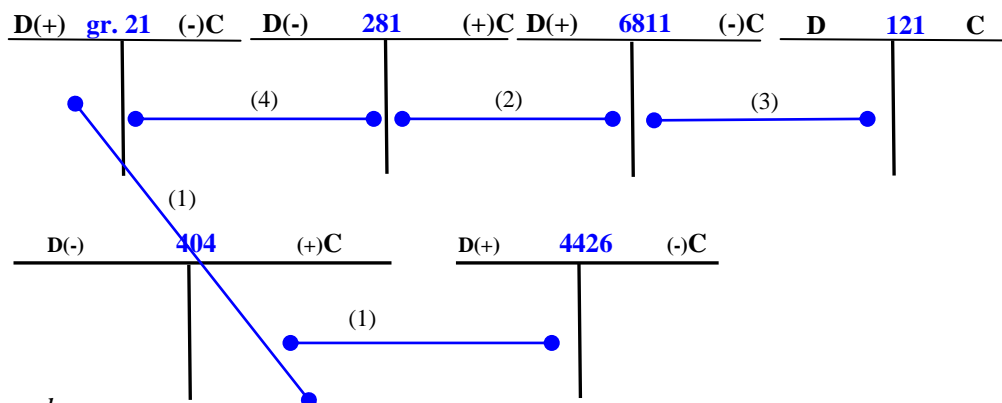 D(+) gr. 21 (-)C D(-) 281 (+)C D(+) 6811 (-)C D 121 C
(4) (2) (3)
(1)
D(-) 404 (+)C D(+) 4426 (-)C
(1)